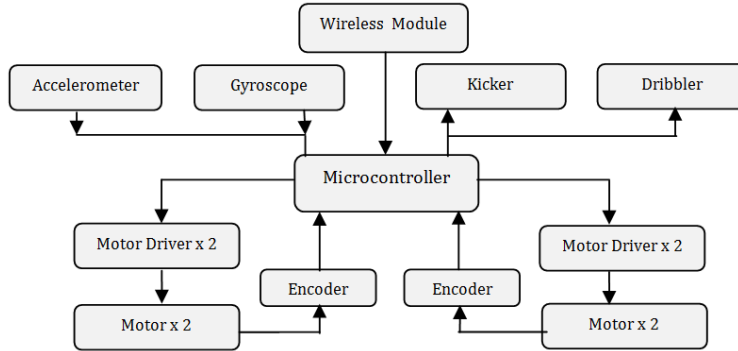 Wireless Module
Accelerometer
Gyroscope
Kicker
Dribbler
Microcontroller
Motor Driver x 2
Motor Driver x 2
Encoder
Encoder
Motor x 2
Motor x 2